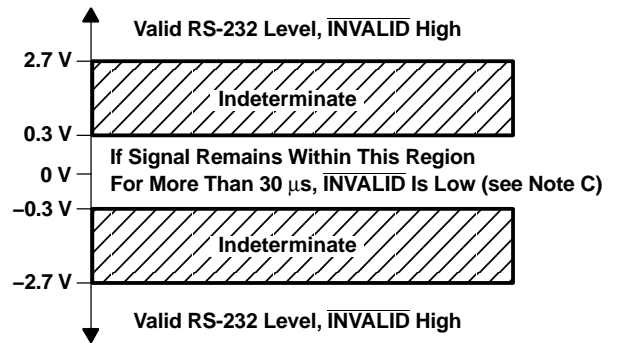 Valid RS-232 Level, INVALID High
2.7 V
Indeterminate
0.3 V
If Signal Remains Within This Region
0 V
For More Than 30 μs, INVALID Is Low (see Note C)
−0.3 V
Indeterminate
−2.7 V
Valid RS-232 Level, INVALID High